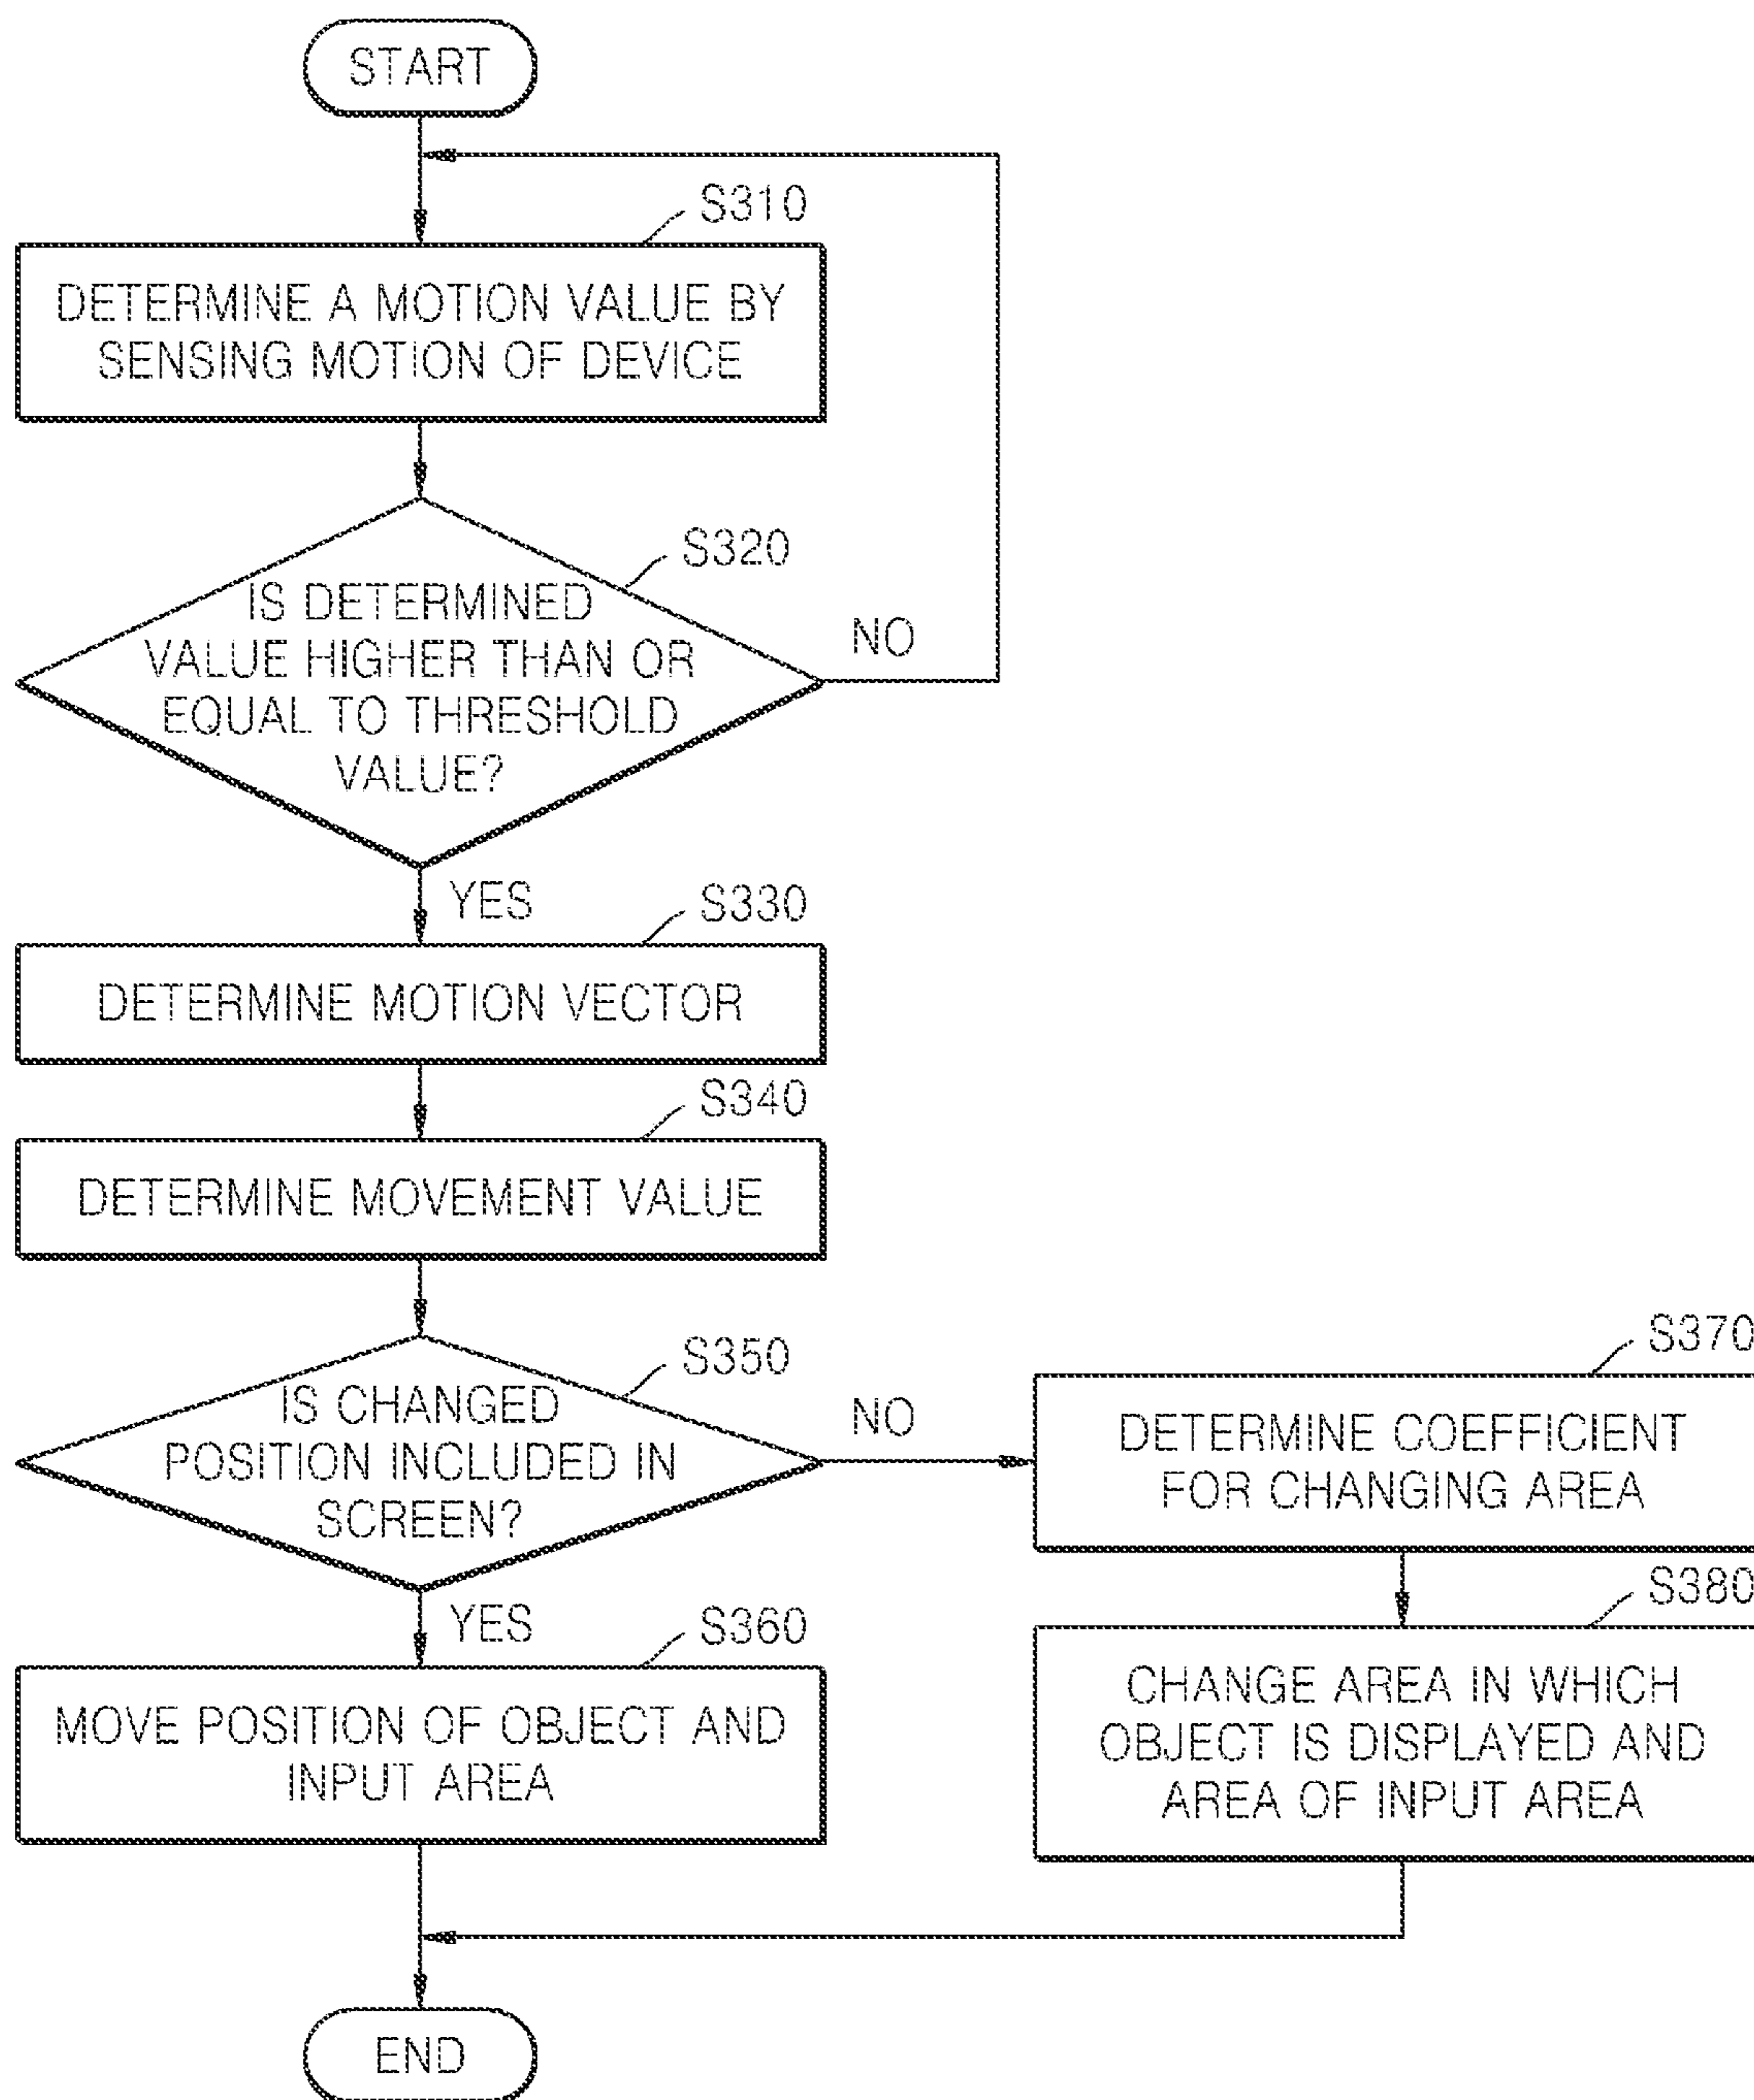 START
S310
DETERMINE A MOTION VALUE BY
SENSING MOTION OF DEVICE
S320
IS DETERMINED
VALUE HIGHER THAN OR
EQUAL TO THRESHOLD
VALUE?
NO
YES
S330
DETERMINE MOTION VECTOR
S340
DETERMINE MOVEMENT VALUE
S350
IS CHANGED
POSITION INCLUDED IN
SCREEN?
NO
YES
S360
MOVE POSITION OF OBJECT AND
INPUT AREA
S370
DETERMINE COEFFICIENT
FOR CHANGING AREA
S380
CHANGE AREA IN WHICH
OBJECT IS DISPLAYED AND
AREA OF INPUT AREA
END